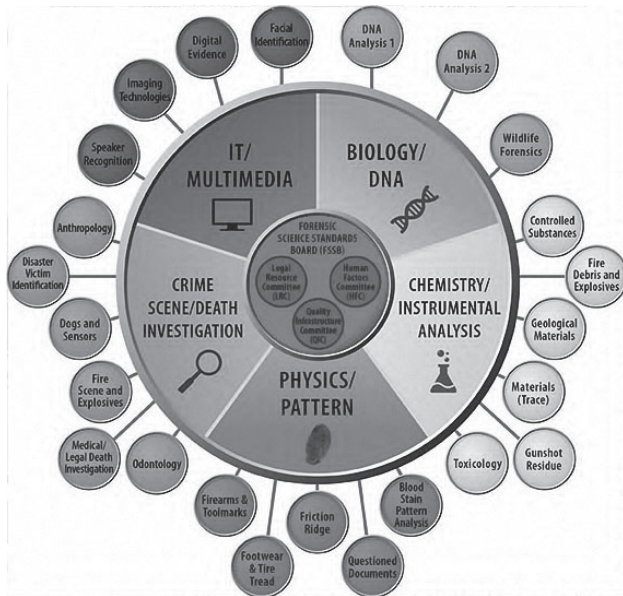 Facial
Identification
Digital
Evidence
Imaging
Technologies
Speaker
Recognition
DNA
Analysis 1
DNA
Analysis 2
Wildlife
Forensics
IT/
MULTIMEDIA
BIOLOGY/
DNA
FORENSIC
SCIENCE STANDARDS
BOARD (FSSB)
Legal
Resource
Committee
(LRC)
Human
Factors
Committee
(HFC)
Quality
Infrastructure
Committee
(QIC)
CRIME
SCENE/DEATH
INVESTIGATION
CHEMISTRY/
INSTRUMENTAL
ANALYSIS
PHYSICS/
PATTERN
Anthropology
Disaster
Victim
Identification
Dogs and
Sensors
Fire
Scene and
Explosives
Medical/
Legal Death
Investigation
Odontology
Controlled
Substances
Fire
Debris and
Explosives
Geological
Materials
Materials
(Trace)
Gunshot
Residue
Toxicology
Firearms &
Toolmarks
Footwear
& Tire
Tread
Friction
Ridge
Questioned
Documents
Blood
Stain
Pattern
Analysis